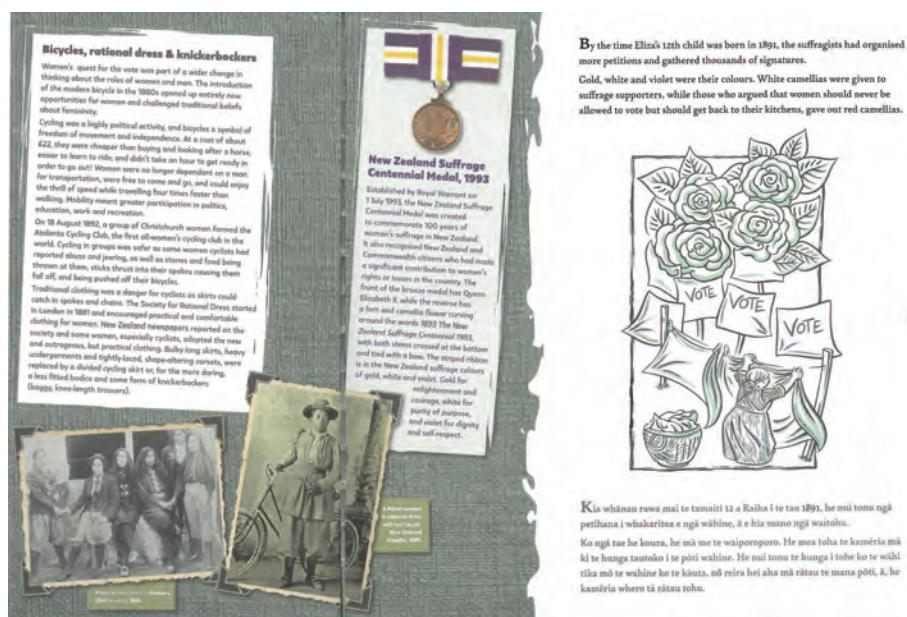 Bicycles, rational dress & knickerbockers
Women's quest for the vote was part of a wider change in
thinking about the roles of women and men. The introduction
of the modern bicycle in the 1880s opened up entirely new
opportunities for women and challenged traditional beliefs
about femininity.
Cycling was a highly political activity, and bicycles a symbol of
freedom of movement and independence. At a cost of about
£22, they were cheaper than buying and looking after a horse,
easier to learn to ride, and didn't take an hour to get ready in
order to go out! Women were no longer dependant on a man
for transportation, were free to come and go, and could enjoy
the thrill of speed while travelling four times faster than
walking. Mobility meant greater participation in politics,
education, work and recreation.
On 18 August 1892, a group of Christchurch women formed the
Atalanta Cycling Club, the first all-women's cycling club in the
world. Cycling in groups was safer as some women cyclists had
reported abuse and jeering, as well as stones and food being
thrown at them, sticks thrust into their spokes causing them
fall off, and being pushed off their bicycles.
Traditional clothing was a danger for cyclists as skirts could
catch in spokes and chains. The Society for Rational Dress started
in London in 1881 and encouraged practical and comfortable
clothing for women. New Zealand newspapers reported on the
society and some women, especially cyclists, adopted the new
and outrageous, but practical clothing. Bulky long skirts, heavy
undergarments and tightly-laced, shape-altering corsets, were
replaced by a divided cycling skirt or, for the more daring,
a less fitted bodice and some form of knickerbockers
(baggy, knee-length trousers).
New Zealand Suffrage
Centennial Medal, 1993
Established by Royal Warrant on
1 July 1993, the New Zealand Suffrage
Centennial Medal was created
to commemorate 100 years of
women's suffrage in New Zealand.
It also recognised New Zealand and
Commonwealth citizens who had made
a significant contribution to women's
rights or issues in the country. The
front of the bronze medal has Queen
Elizabeth II, while the reverse has
a fern and camellia flower curving
around the words 1893 The New
Zealand Suffrage Centennial 1993,
with both stems crossed at the bottom
and tied with a bow. The striped ribbon
is in the New Zealand suffrage colours
of gold, white and violet. Gold for
enlightenment and
courage, white for
purity of purpose,
and violet for dignity
and self-respect.
By the time Eliza's 12th child was born in 1891, the suffragists had organised
more petitions and gathered thousands of signatures.
Gold, white and violet were their colours. White camellias were given to
suffrage supporters, while those who argued that women should never be
allowed to vote but should get back to their kitchens, gave out red camellias.
VOTE
VOTE
VOTE
Kia whānau rawa mai te tamaiti 12 a Raiha i te tau 1891, he nui tonu ngā
petihana i whakaritea e ngā wāhine, ā e hia mano ngā waitohu.
Ko ngā tae he koura, he mā me te waiporoporo. He mea toha te kamēria mā
ki te hunga tautoko i te pōti wahine. He nui tonu te hunga i tohe ko te wāhi
tika mō te wahine ko te kāuta, nō reira hei aha mā rātau te mana pōti, ā, he
kamēria whero tā rātau tohu.